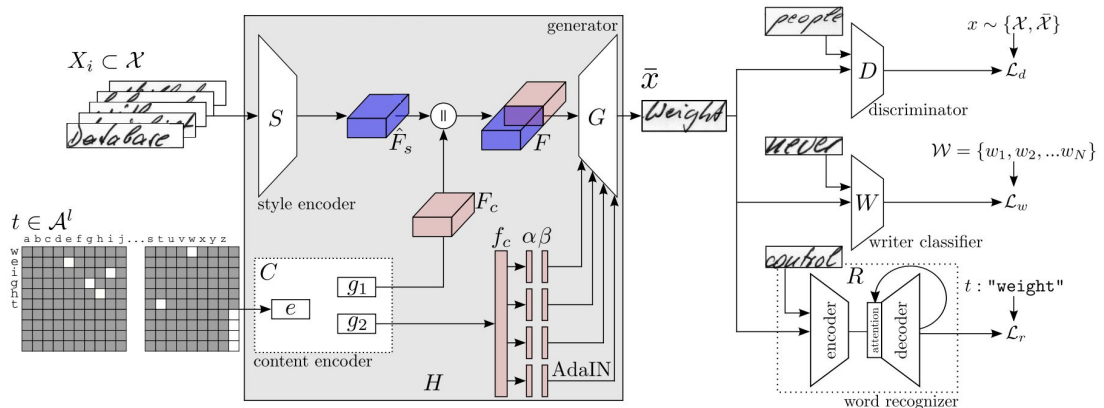 X_i ⊂ 𝒳
Database
t ∈ 𝒜^l
a b c d e f g h i j ... s t u v w x y z
w
e
i
g
h
t
generator
S
style encoder
F̂_s
||
F
G
F_c
C
e
g_1
g_2
content encoder
f_c
α β
AdaIN
H
x̄
Weight
people
D
discriminator
x ~ {𝒳, 𝒳̄}
ℒ_d
never
W
writer classifier
𝒲 = {w_1, w_2, ...w_N}
ℒ_w
control
R
encoder
attention
decoder
word recognizer
t : "weight"
ℒ_r